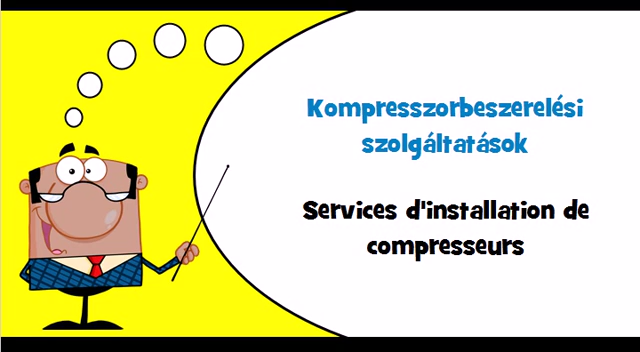 Kompresszorbeszerelési
szolgáltatások
Services d'installation de
compresseurs